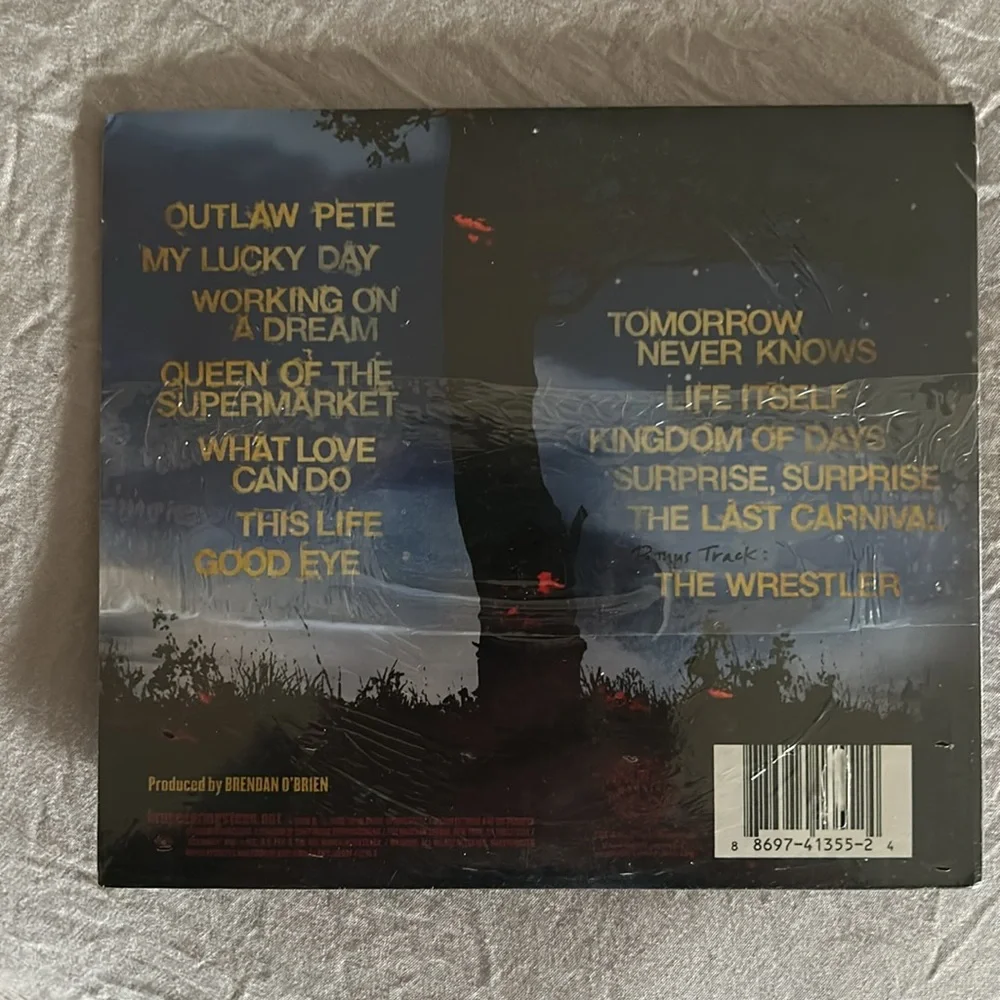 OUTLAW PETE
MY LUCKY DAY
WORKING ON
A DREAM
QUEEN OF THE
SUPERMARKET
WHAT LOVE
CAN DO
THIS LIFE
GOOD EYE
TOMORROW
NEVER KNOWS
LIFE ITSELF
KINGDOM OF DAYS
SURPRISE, SURPRISE
THE LAST CARNIVAL
Bonus Track:
THE WRESTLER
Produced by BRENDAN O'BRIEN
brucespringsteen.net
8 8697-41355-2 4